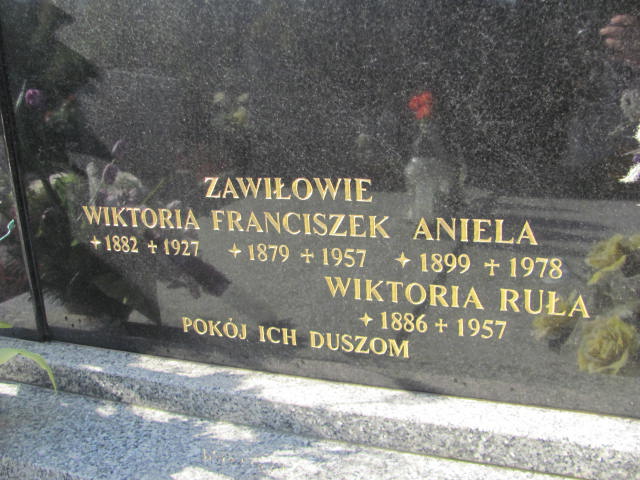 ZAWIŁOWIE
WIKTORIA FRANCISZEK ANIELA
✦1882 ✝1927 ✦1879 ✝1957 ✦1899 ✝1978
WIKTORIA RUŁA
✦1886 ✝1957
POKÓJ ICH DUSZOM